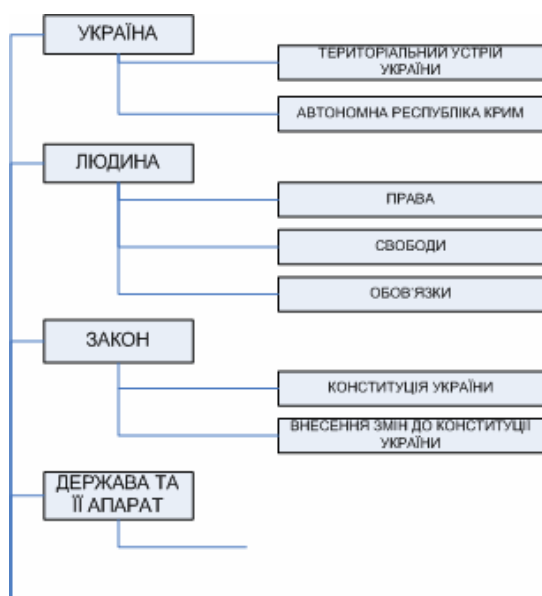 УКРАЇНА
ТЕРИТОРІАЛЬНИЙ УСТРІЙ
УКРАЇНИ
АВТОНОМНА РЕСПУБЛІКА КРИМ
ЛЮДИНА
ПРАВА
СВОБОДИ
ОБОВ'ЯЗКИ
ЗАКОН
КОНСТИТУЦІЯ УКРАЇНИ
ВНЕСЕННЯ ЗМІН ДО КОНСТИТУЦІЇ
УКРАЇНИ
ДЕРЖАВА ТА
ЇЇ АПАРАТ